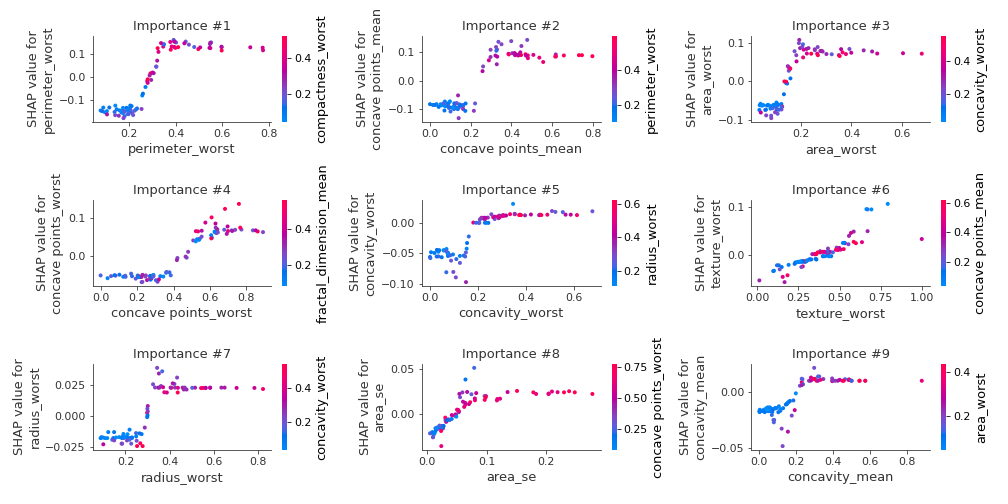 Importance #1
SHAP value for
perimeter_worst
0.1
0.0
−0.1
0.2
0.4
0.6
0.8
perimeter_worst
0.4
0.2
compactness_worst
Importance #2
SHAP value for
concave points_mean
0.1
0.0
−0.1
0.0
0.2
0.4
0.6
0.8
concave points_mean
0.4
0.2
perimeter_worst
Importance #3
SHAP value for
area_worst
0.1
0.0
−0.1
0.2
0.4
0.6
area_worst
0.4
0.2
concavity_worst
Importance #4
SHAP value for
concave points_worst
0.1
0.0
0.0
0.2
0.4
0.6
0.8
concave points_worst
0.4
0.2
fractal_dimension_mean
Importance #5
SHAP value for
concavity_worst
0.00
−0.05
−0.10
0.0
0.2
0.4
0.6
concavity_worst
0.6
0.4
0.2
radius_worst
Importance #6
SHAP value for
texture_worst
0.1
0.0
0.00
0.25
0.50
0.75
1.00
texture_worst
0.6
0.4
0.2
concave points_mean
Importance #7
SHAP value for
radius_worst
0.025
0.000
−0.025
0.2
0.4
0.6
0.8
radius_worst
0.4
0.2
concavity_worst
Importance #8
SHAP value for
area_se
0.05
0.00
0.0
0.1
0.2
area_se
0.75
0.50
0.25
concave points_worst
Importance #9
SHAP value for
concavity_mean
0.00
−0.05
0.0
0.2
0.4
0.6
0.8
concavity_mean
0.4
0.2
area_worst